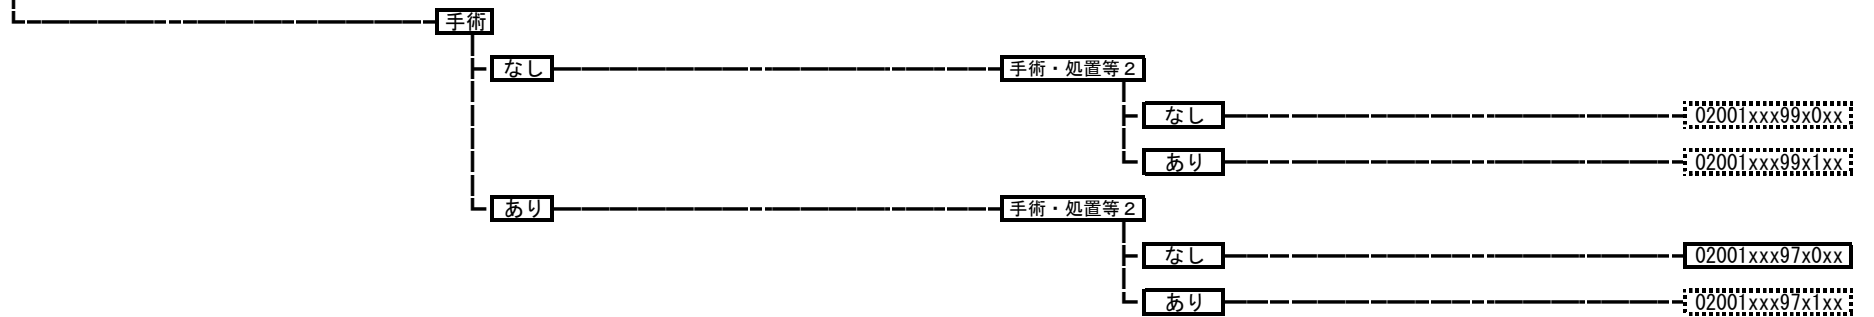 手術
なし
手術・処置等２
なし
02001xxx99x0xx
あり
02001xxx99x1xx
あり
手術・処置等２
なし
02001xxx97x0xx
あり
02001xxx97x1xx